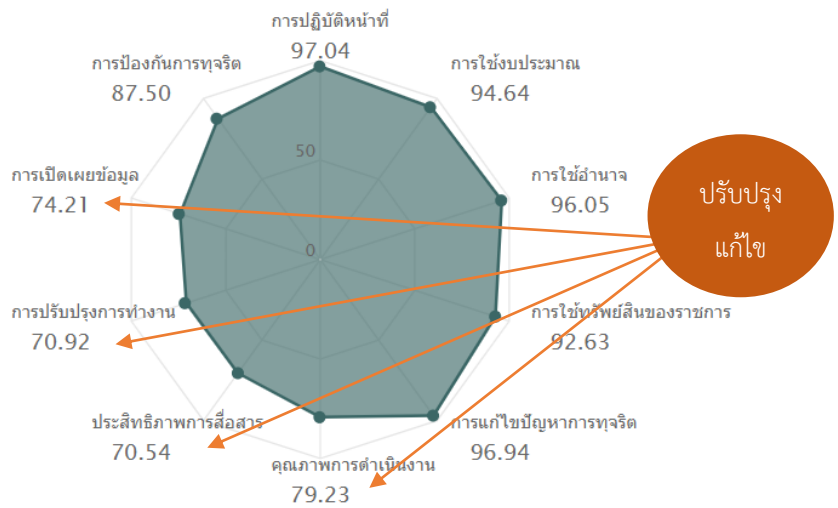 การปฏิบัติหน้าที่
97.04
การป้องกันการทุจริต
87.50
การใช้งบประมาณ
94.64
50
การเปิดเผยข้อมูล
74.21
การใช้อำนาจ
96.05
ปรับปรุง
แก้ไข
0
การปรับปรุงการทำงาน
70.92
การใช้ทรัพย์สินของราชการ
92.63
ประสิทธิภาพการสื่อสาร
70.54
การแก้ไขปัญหาการทุจริต
96.94
คุณภาพการดำเนินงาน
79.23